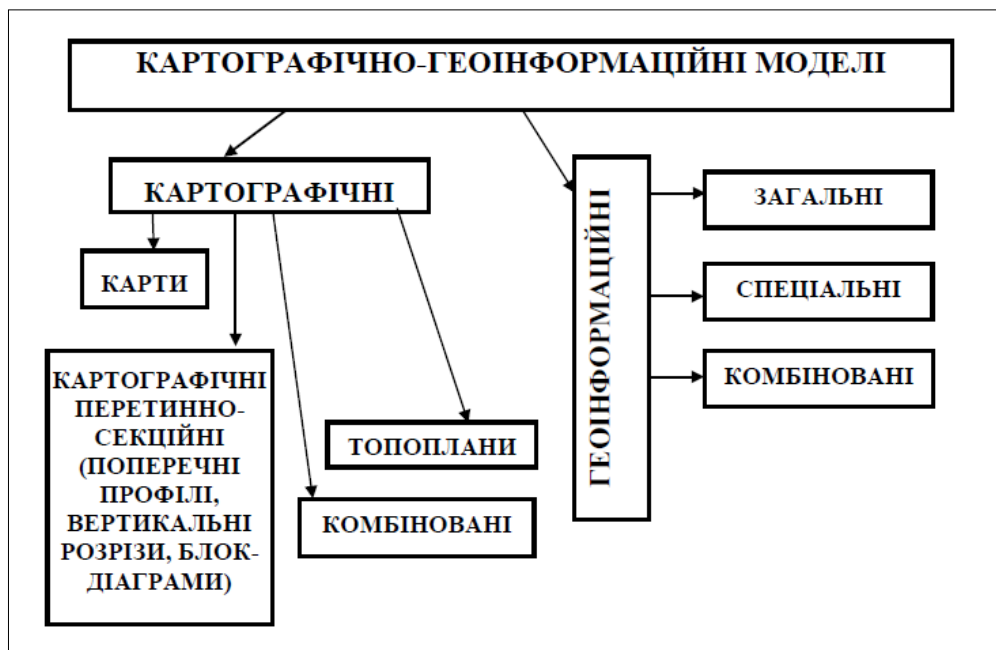 КАРТОГРАФІЧНО-ГЕОІНФОРМАЦІЙНІ МОДЕЛІ
КАРТОГРАФІЧНІ
КАРТИ
КАРТОГРАФІЧНІ
ПЕРЕТИННО-
СЕКЦІЙНІ
(ПОПЕРЕЧНІ
ПРОФІЛІ,
ВЕРТИКАЛЬНІ
РОЗРІЗИ, БЛОК-
ДІАГРАМИ)
КОМБІНОВАНІ
ТОПОПЛАНИ
ГЕОІНФОРМАЦІЙНІ
ЗАГАЛЬНІ
СПЕЦІАЛЬНІ
КОМБІНОВАНІ